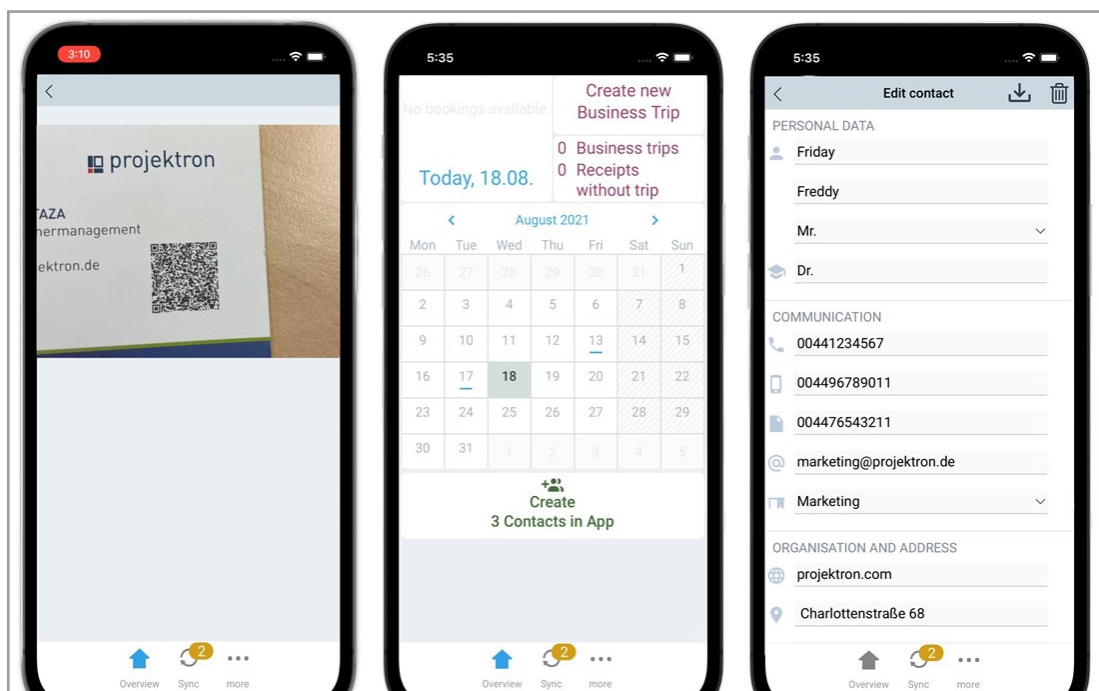 3:10
projektron
TAZA
nermanagement
ektron.de
Overview
2
Sync
more
5:35
No bookings available.
Today, 18.08.
Create new
Business Trip
0 Business trips
0 Receipts
without trip
August 2021
Mon Tue Wed Thu Fri Sat Sun
26 27 28 29 30 31 1
2 3 4 5 6 7 8
9 10 11 12 13 14 15
16 17 18 19 20 21 22
23 24 25 26 27 28 29
30 31 1 2 3 4 5
Create
3 Contacts in App
Overview
2
Sync
more
5:35
Edit contact
PERSONAL DATA
Friday
Freddy
Mr.
Dr.
COMMUNICATION
00441234567
004496789011
004476543211
marketing@projektron.de
Marketing
ORGANISATION AND ADDRESS
projektron.com
Charlottenstraße 68
Overview
2
Sync
more